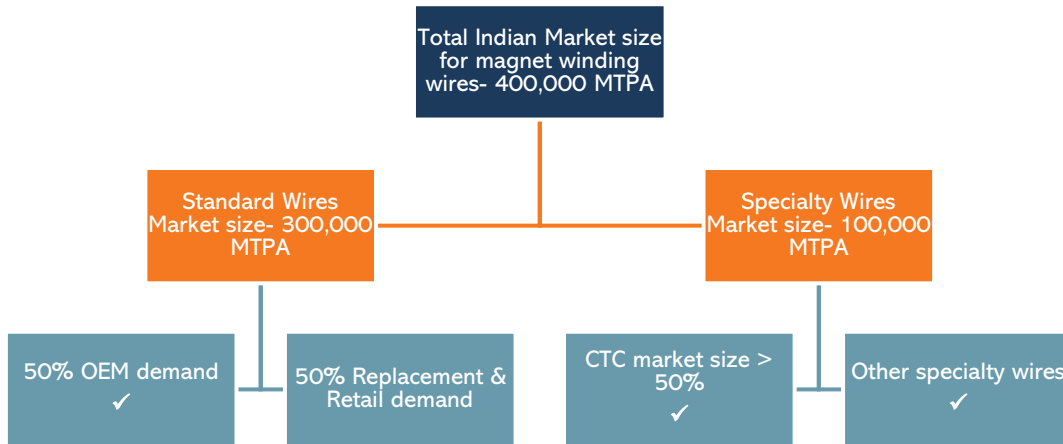 Total Indian Market size
for magnet winding
wires- 400,000 MTPA
Standard Wires
Market size- 300,000
MTPA
Specialty Wires
Market size- 100,000
MTPA
50% OEM demand
✓
50% Replacement &
Retail demand
CTC market size >
50%
✓
Other specialty wires
✓